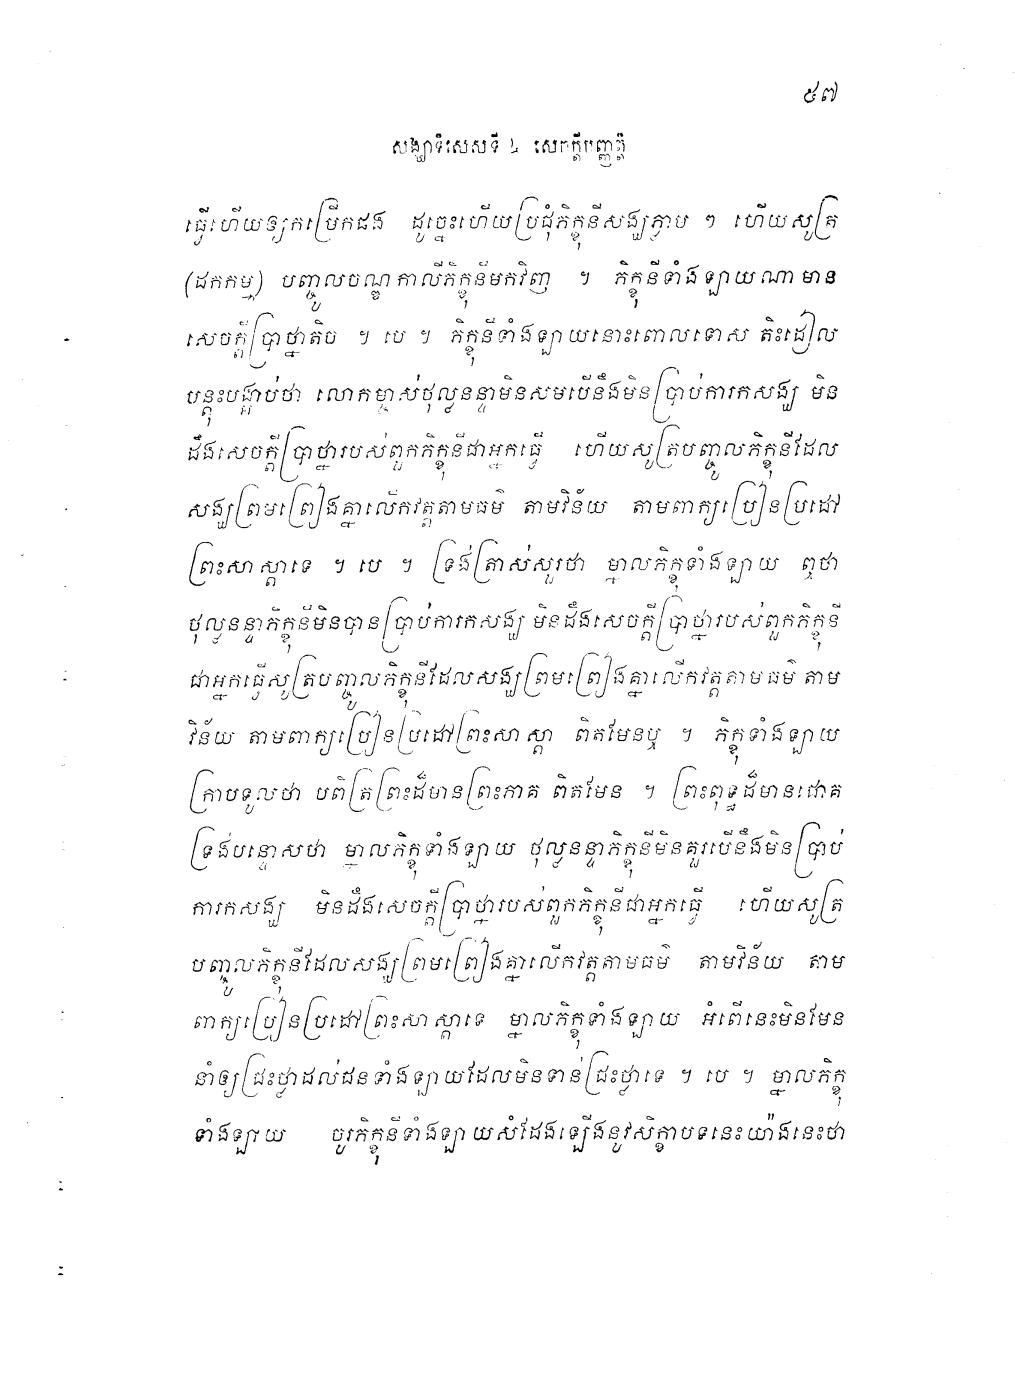 ៥៧
សង្ឃាទិសេសទី ៤ សេចក្ដីបញ្ញត្តិ
ធ្វើហើយឲ្យកម្រើកផង ដូច្នេះហើយប្រជុំភិក្ខុនីសង្ឃភ្លាម ៗ ហើយសូត្រ
(ដកកម្ម) បញ្ចូលចណ្ឌកាលីភិក្ខុនីមកវិញ ។ ភិក្ខុនីទាំងឡាយណាមាន
សេចក្ដីប្រាថ្នាតិច ។ បេ ។ ភិក្ខុនីទាំងឡាយនោះពោលទោស តិះដៀល
បន្តុះបង្អាប់ថា លោកម្ចាស់ថុល្លនន្ទាមិនសមបើនឹងមិនប្រាប់ការកសង្ឃ មិន
ដឹងសេចក្ដីប្រាថ្នារបស់ពួកភិក្ខុនីជាអ្នកធ្វើ ហើយសូត្របញ្ចូលភិក្ខុនីដែល
សង្ឃព្រមព្រៀងគ្នាលើកវត្តតាមធម៌ តាមវិន័យ តាមពាក្យប្រៀនប្រដៅ
ព្រះសាស្ដាទេ ។ បេ ។ ទ្រង់ត្រាស់សួរថា ម្នាលភិក្ខុទាំងឡាយ ឮថា
ថុល្លនន្ទាភិក្ខុនីមិនបានប្រាប់ការកសង្ឃ មិនដឹងសេចក្ដីប្រាថ្នារបស់ពួកភិក្ខុនី
ជាអ្នកធ្វើសូត្របញ្ចូលភិក្ខុនីដែលសង្ឃព្រមព្រៀងគ្នាលើកវត្តតាមធម៌ តាម
វិន័យ តាមពាក្យប្រៀនប្រដៅព្រះសាស្ដា ពិតមែនឬ ។ ភិក្ខុទាំងឡាយ
ក្រាបទូលថា បពិត្រព្រះដ៏មានព្រះភាគ ពិតមែន ។ ព្រះពុទ្ធដ៏មានជោគ
ទ្រង់បន្ទោសថា ម្នាលភិក្ខុទាំងឡាយ ថុល្លនន្ទាភិក្ខុនីមិនគួរបើនឹងមិនប្រាប់
ការកសង្ឃ មិនដឹងសេចក្ដីប្រាថ្នារបស់ពួកភិក្ខុនីជាអ្នកធ្វើ ហើយសូត្រ
បញ្ចូលភិក្ខុនីដែលសង្ឃព្រមព្រៀងគ្នាលើកវត្តតាមធម៌ តាមវិន័យ តាម
ពាក្យប្រៀនប្រដៅព្រះសាស្ដាទេ ម្នាលភិក្ខុទាំងឡាយ អំពើនេះមិនមែន
នាំឲ្យជ្រះថ្លាដល់ជនទាំងឡាយដែលមិនទាន់ជ្រះថ្លាទេ ។ បេ ។ ម្នាលភិក្ខុ
ទាំងឡាយ ចូរភិក្ខុនីទាំងឡាយសំដែងឡើងនូវសិក្ខាបទនេះយ៉ាងនេះថា